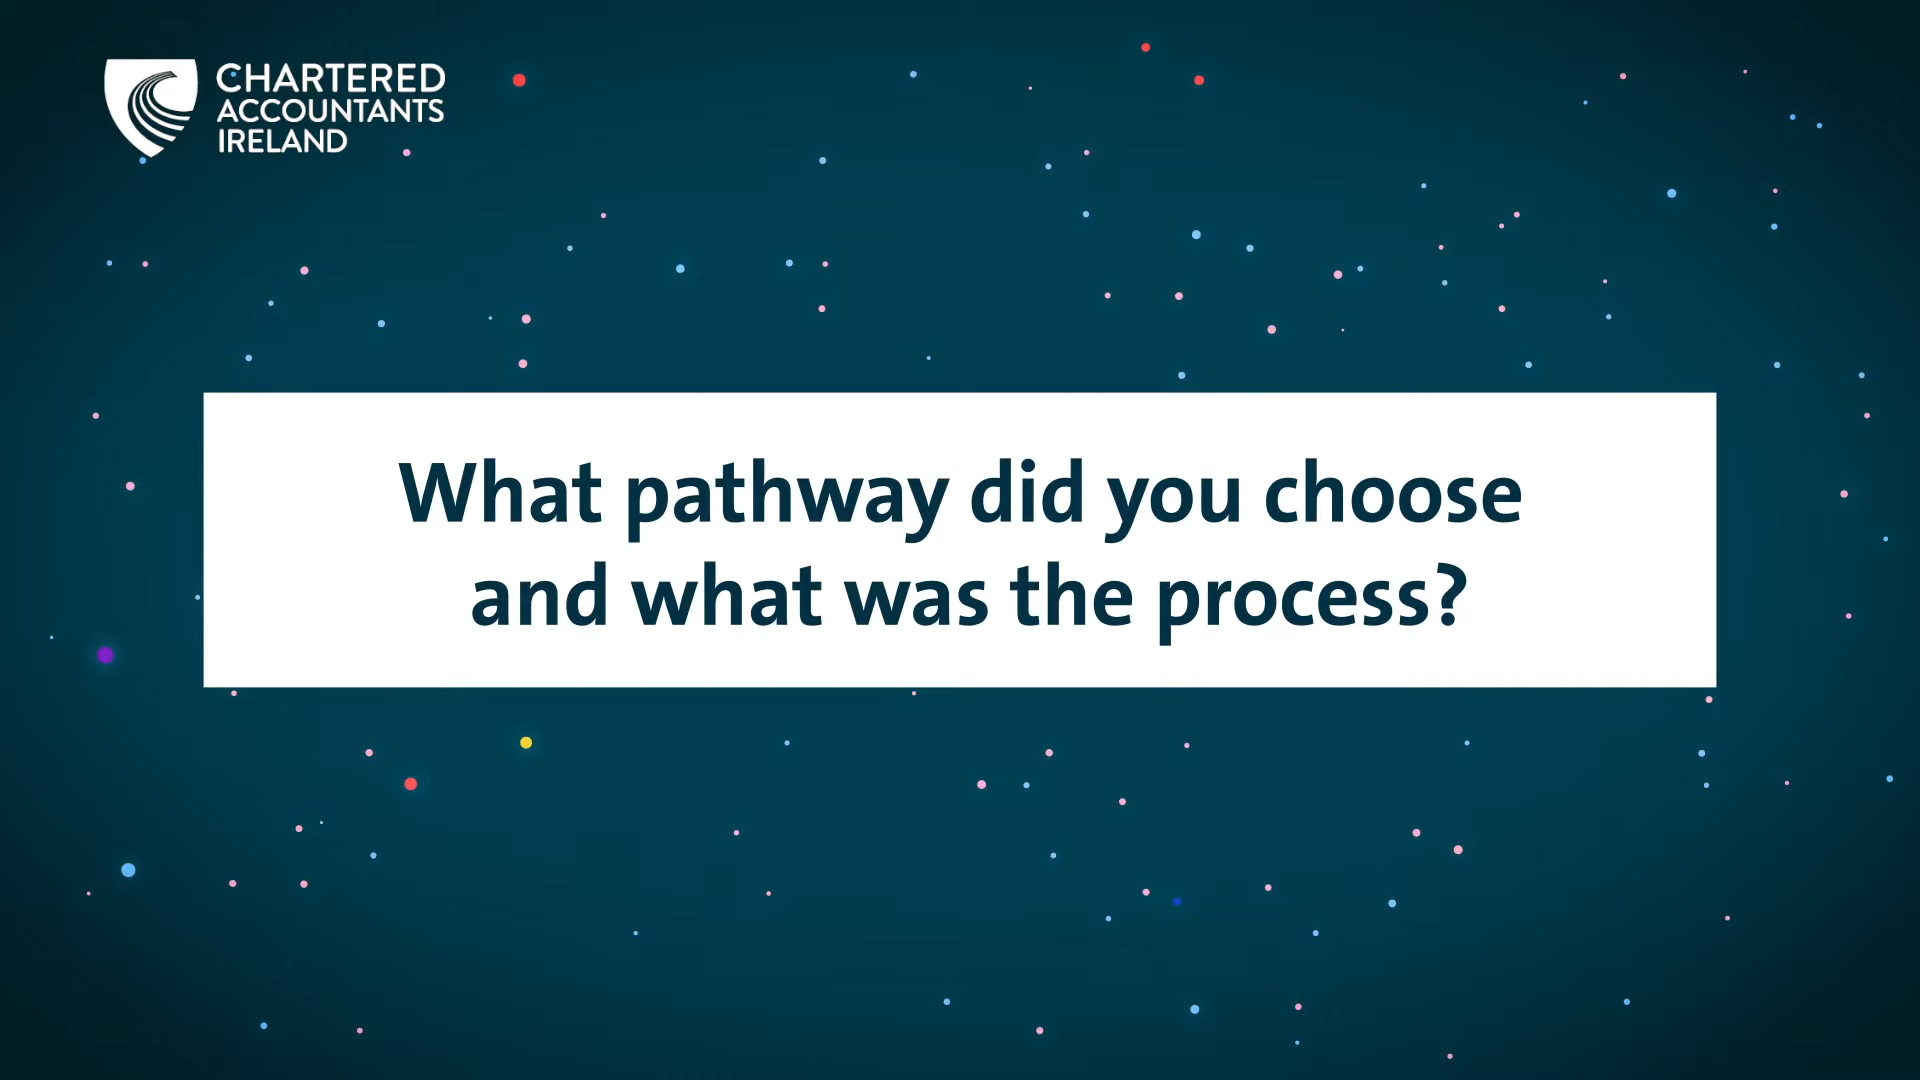 CHARTERED
ACCOUNTANTS
IRELAND
What pathway did you choose
and what was the process?